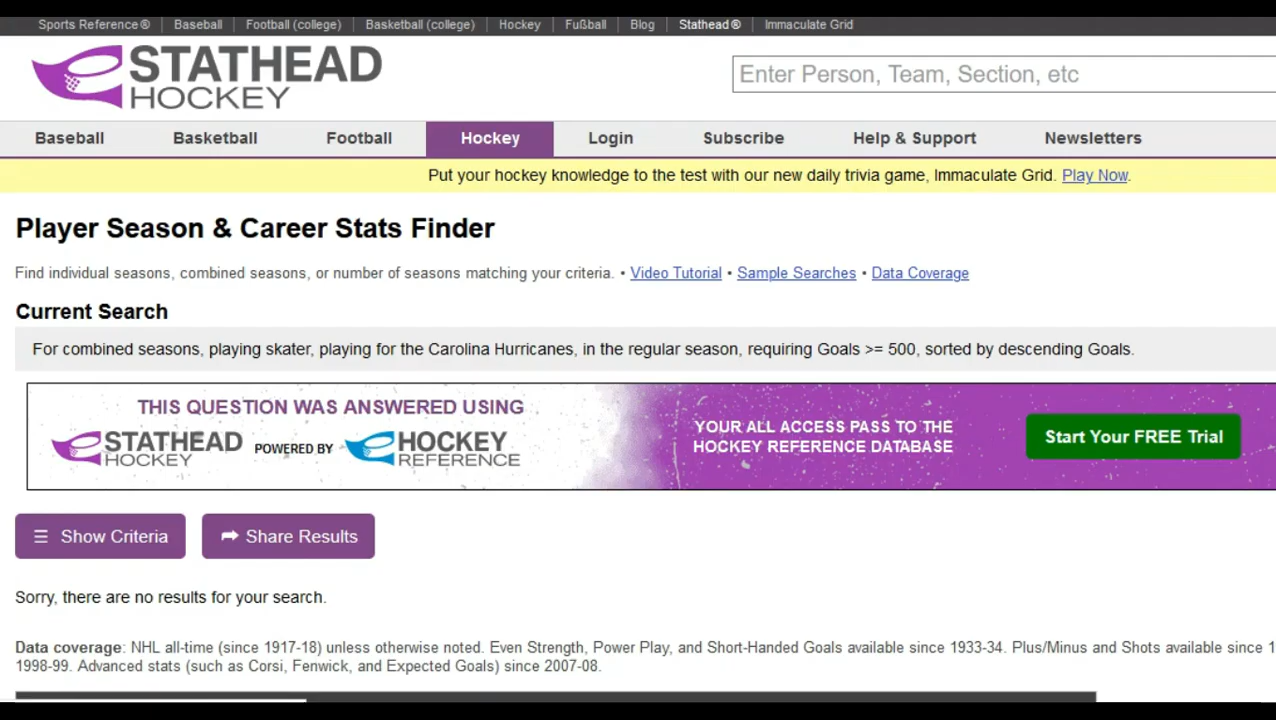 Sports Reference® Baseball Football (college) Basketball (college) Hockey Fußball Blog Stathead® Immaculate Grid
STATHEAD
HOCKEY
Enter Person, Team, Section, etc
Baseball Basketball Football Hockey Login Subscribe Help & Support Newsletters
Put your hockey knowledge to the test with our new daily trivia game, Immaculate Grid. Play Now.
Player Season & Career Stats Finder
Find individual seasons, combined seasons, or number of seasons matching your criteria. • Video Tutorial • Sample Searches • Data Coverage
Current Search
For combined seasons, playing skater, playing for the Carolina Hurricanes, in the regular season, requiring Goals >= 500, sorted by descending Goals.
THIS QUESTION WAS ANSWERED USING
STATHEAD HOCKEY POWERED BY HOCKEY REFERENCE
YOUR ALL ACCESS PASS TO THE
HOCKEY REFERENCE DATABASE
Start Your FREE Trial
☰ Show Criteria Share Results
Sorry, there are no results for your search.
Data coverage: NHL all-time (since 1917-18) unless otherwise noted. Even Strength, Power Play, and Short-Handed Goals available since 1933-34. Plus/Minus and Shots available since 1
1998-99. Advanced stats (such as Corsi, Fenwick, and Expected Goals) since 2007-08.